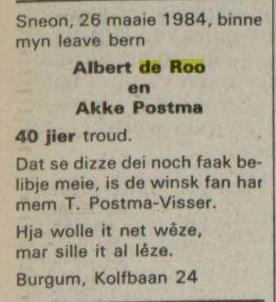 Sneon, 26 maaie 1984, binne
myn leave bern
Albert de Roo
en
Akke Postma
40 jier troud.
Dat se dizze dei noch faak be-
libje meie, is de winsk fan har
mem T. Postma-Visser.
Hja wolle it net wêze,
mar sille it al lêze.
Burgum, Kolfbaan 24